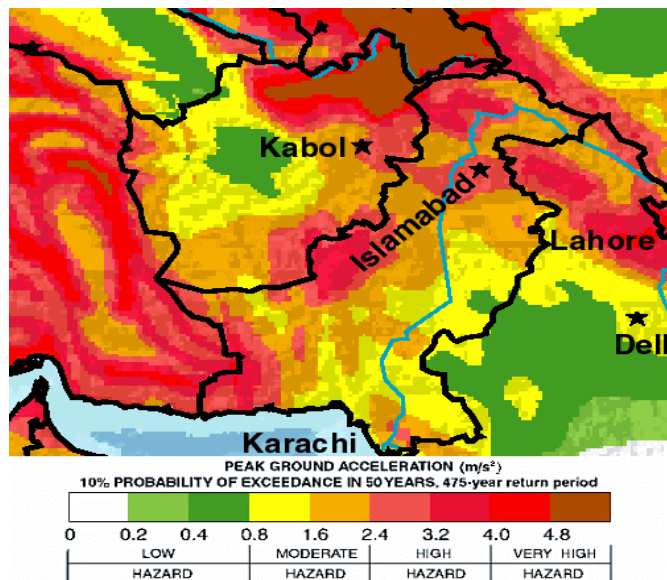 Kabol
Islamabad
Lahore
Dell
Karachi
PEAK GROUND ACCELERATION (m/s²)
10% PROBABILITY OF EXCEEDANCE IN 50 YEARS, 475-year return period
0 0.2 0.4 0.8 1.6 2.4 3.2 4.0 4.8
LOW MODERATE HIGH VERY HIGH
HAZARD HAZARD HAZARD HAZARD